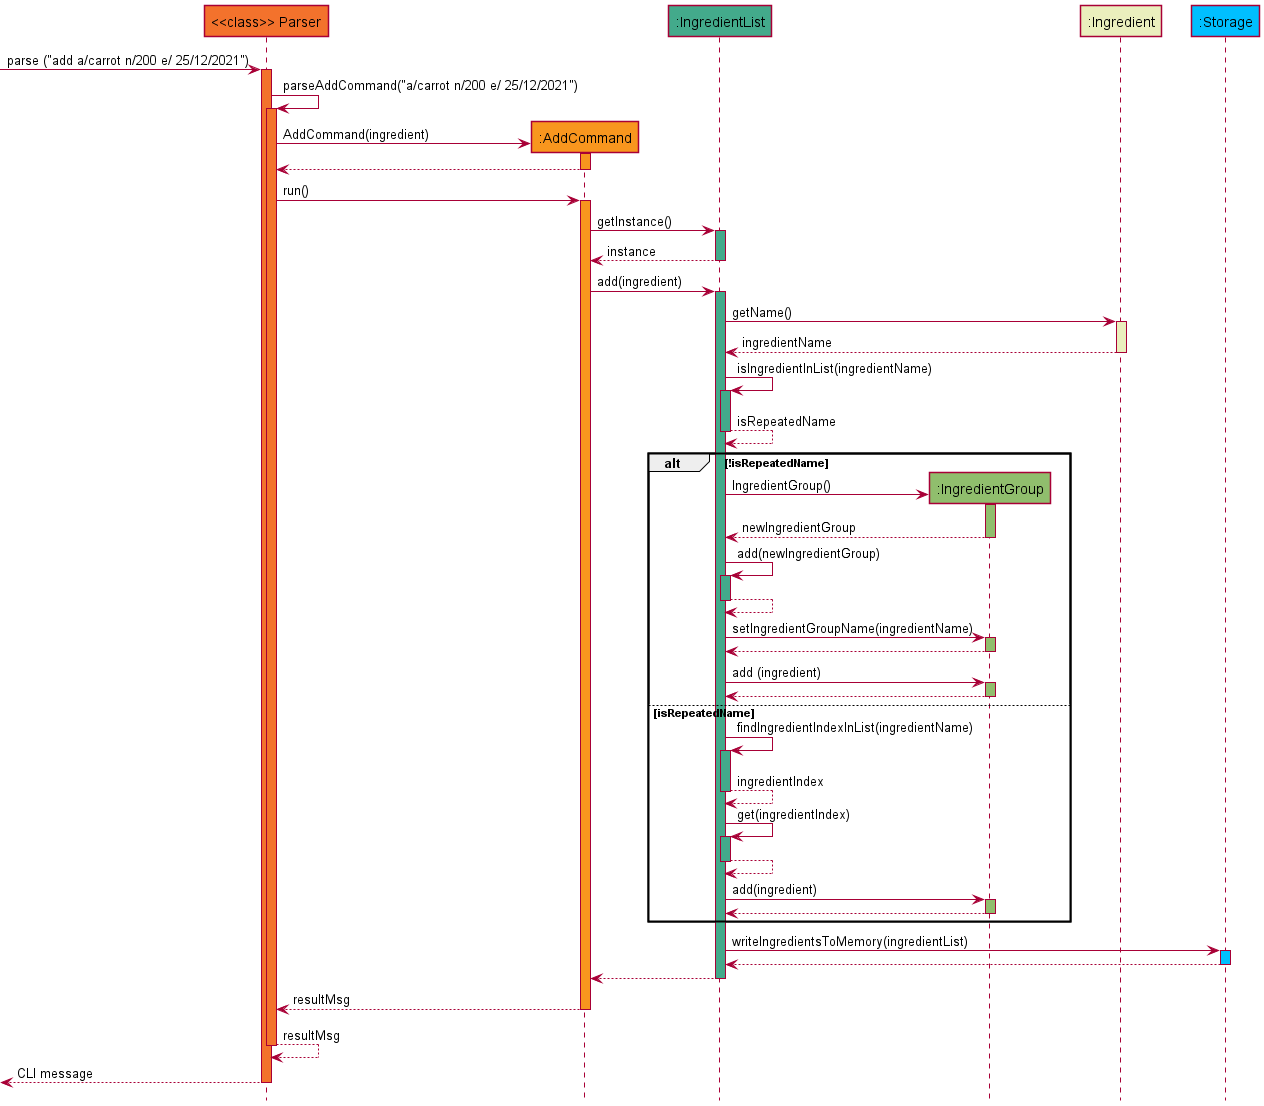 <<class>> Parser
:IngredientList
:Ingredient
:Storage
parse ("add a/carrot n/200 e/ 25/12/2021")
parseAddCommand("a/carrot n/200 e/ 25/12/2021")
AddCommand(ingredient)
:AddCommand
run()
getInstance()
instance
add(ingredient)
getName()
ingredientName
isIngredientInList(ingredientName)
isRepeatedName
alt
[!isRepeatedName]
IngredientGroup()
:IngredientGroup
newIngredientGroup
add(newIngredientGroup)
setIngredientGroupName(ingredientName)
add (ingredient)
[isRepeatedName]
findIngredientIndexInList(ingredientName)
ingredientIndex
get(ingredientIndex)
add(ingredient)
writeIngredientsToMemory(ingredientList)
resultMsg
resultMsg
CLI message